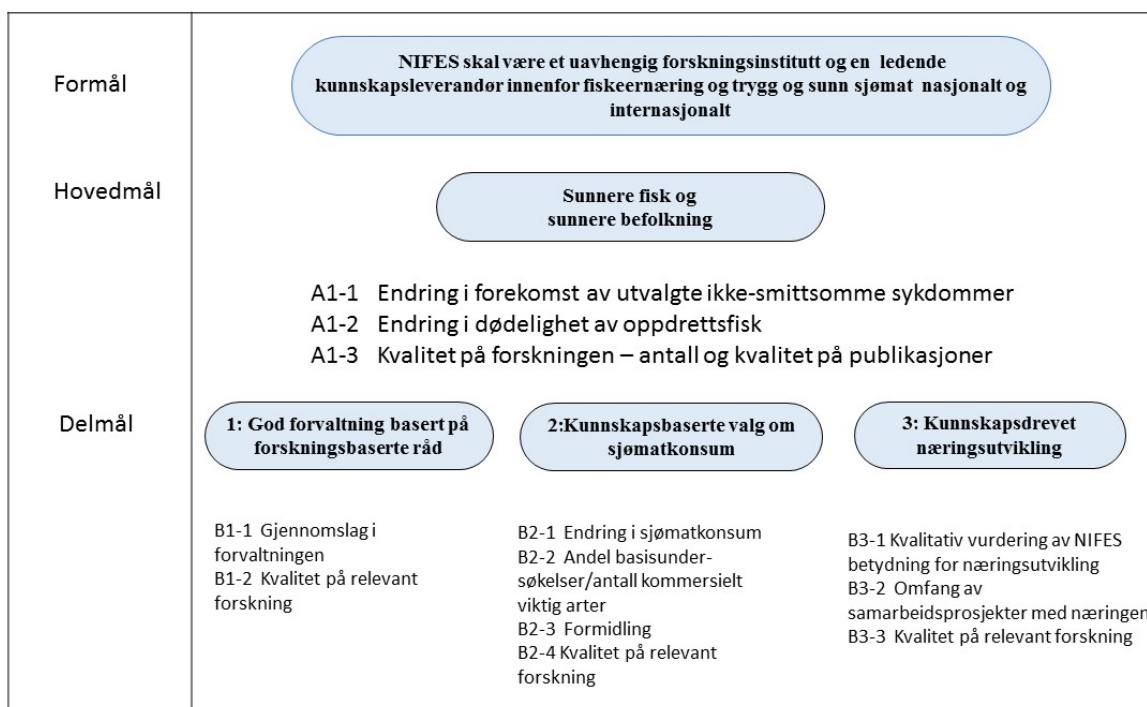 Formål
NIFES skal være et uavhengig forskningsinstitutt og en ledende
kunnskapsleverandør innenfor fiskeernæring og trygg og sunn sjømat nasjonalt og
internasjonalt
Hovedmål
Sunnere fisk og
sunnere befolkning
A1-1 Endring i forekomst av utvalgte ikke-smittsomme sykdommer
A1-2 Endring i dødelighet av oppdrettsfisk
A1-3 Kvalitet på forskningen – antall og kvalitet på publikasjoner
Delmål
1: God forvaltning basert på
forskningsbaserte råd
2:Kunnskapsbaserte valg om
sjømatkonsum
3: Kunnskapsdrevet
næringsutvikling
B1-1 Gjennomslag i
forvaltningen
B1-2 Kvalitet på relevant
forskning
B2-1 Endring i sjømatkonsum
B2-2 Andel basisunder-
søkelser/antall kommersielt
viktig arter
B2-3 Formidling
B2-4 Kvalitet på relevant
forskning
B3-1 Kvalitativ vurdering av NIFES
betydning for næringsutvikling
B3-2 Omfang av
samarbeidsprosjekter med næringen
B3-3 Kvalitet på relevant forskning